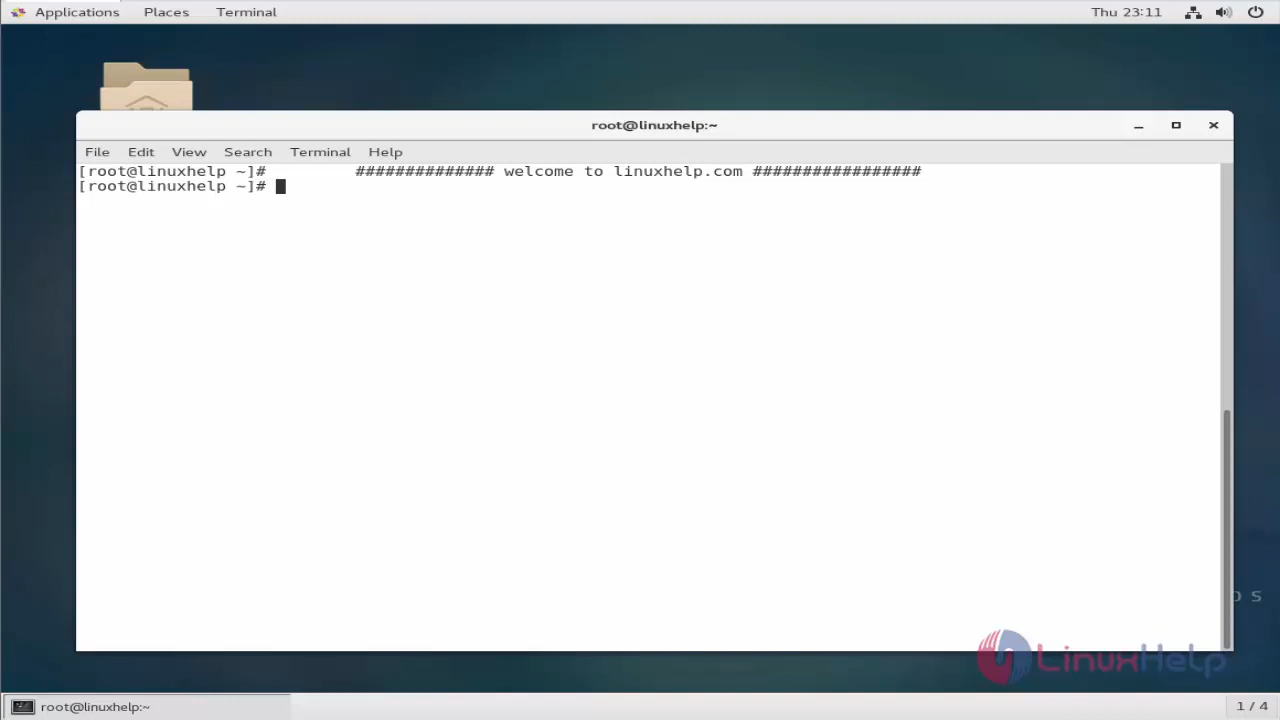 Applications Places Terminal Thu 23:11
root@linuxhelp:~
File Edit View Search Terminal Help
[root@linuxhelp ~]# ############## welcome to linuxhelp.com #################
[root@linuxhelp ~]#
LinuxHelp
root@linuxhelp:~ 1 / 4